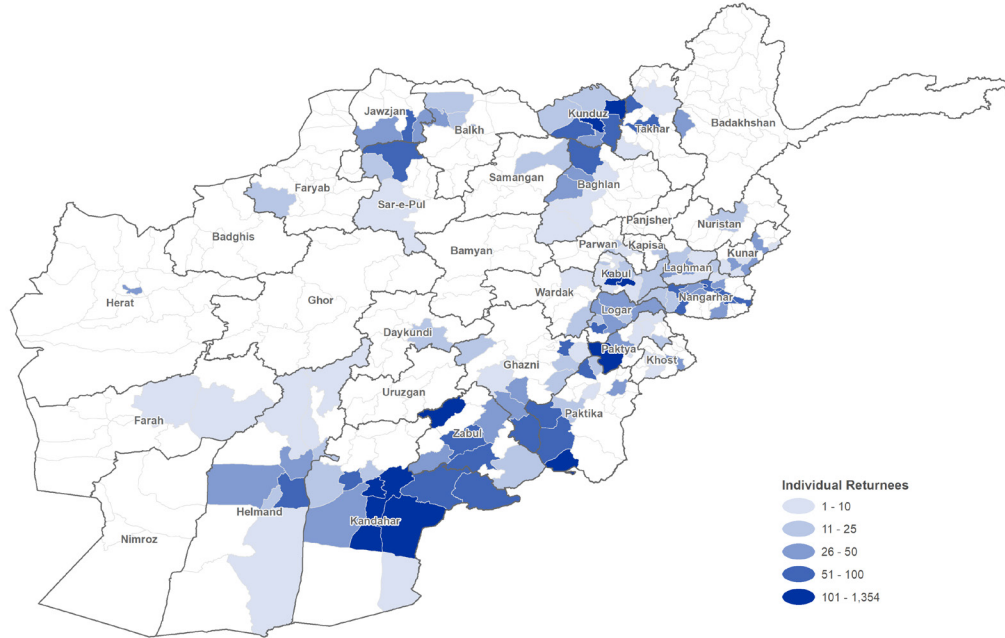 Jawzjan
Balkh
Kunduz
Takhar
Badakhshan
Samangan
Baghlan
Faryab
Sar-e-Pul
Badghis
Panjsher
Nuristan
Bamyan
Parwan
Kapisa
Kunar
Laghman
Kabul
Herat
Ghor
Wardak
Nangarhar
Logar
Daykundi
Paktya
Khost
Ghazni
Uruzgan
Paktika
Farah
Zabul
Helmand
Kandahar
Nimroz
Individual Returnees
1 - 10
11 - 25
26 - 50
51 - 100
101 - 1,354